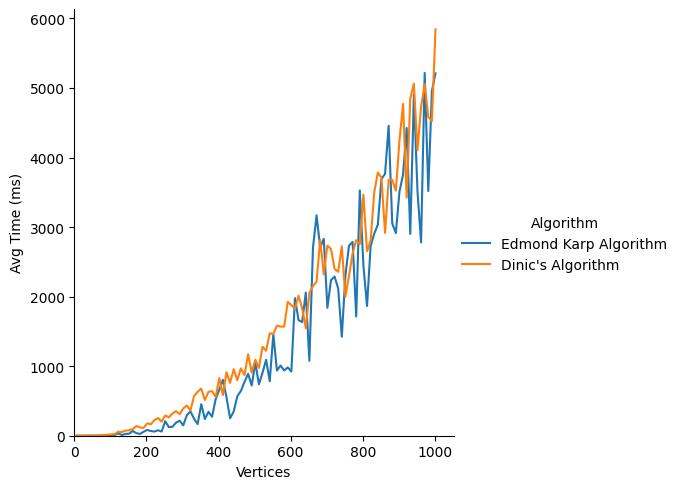 6000
5000
4000
3000
2000
1000
0
Avg Time (ms)
0 200 400 600 800 1000
Vertices
Algorithm
Edmond Karp Algorithm
Dinic's Algorithm